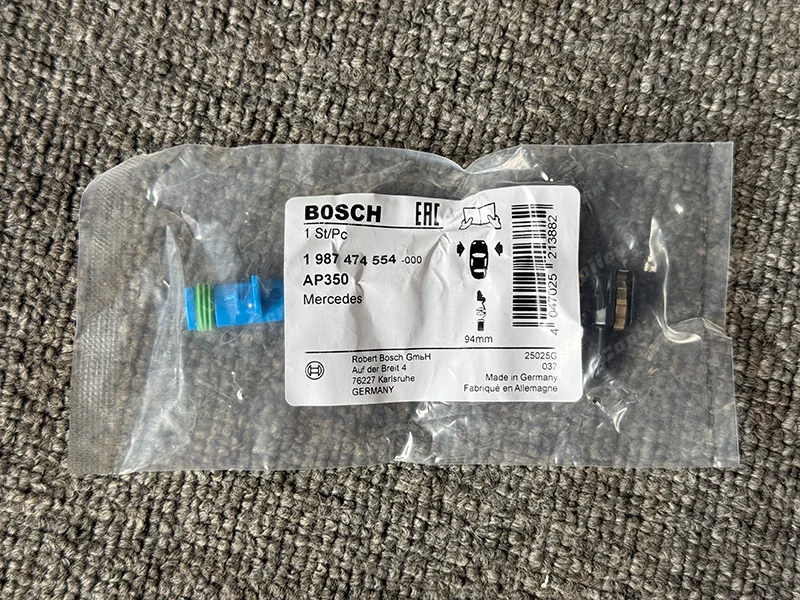 BOSCH EAC
1 St/Pc
1 987 474 554 -000
AP350
Mercedes
94mm
4 047025 213882
Robert Bosch GmbH
Auf der Breit 4
76227 Karlsruhe
GERMANY
25025G
037
Made in Germany
Fabriqué en Allemagne